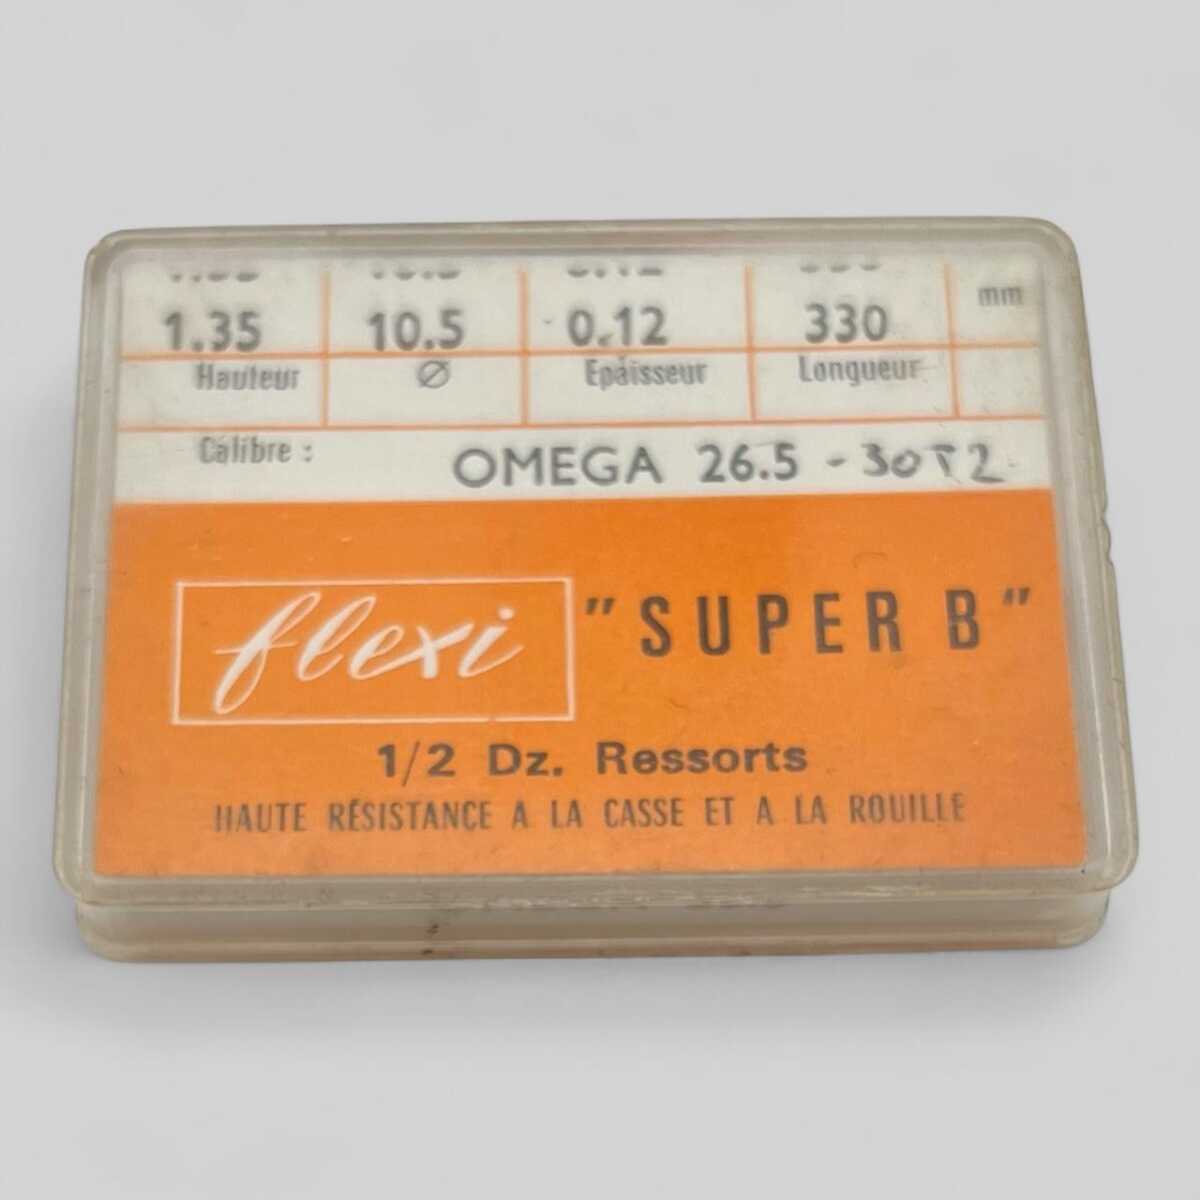 1.35 10.5 0.12 330 mm
Hauteur Ø Epaisseur Longueur
Calibre : OMEGA 26.5 - 30T2
flexi "SUPER B"
1/2 Dz. Ressorts
HAUTE RÉSISTANCE A LA CASSE ET A LA ROUILLE